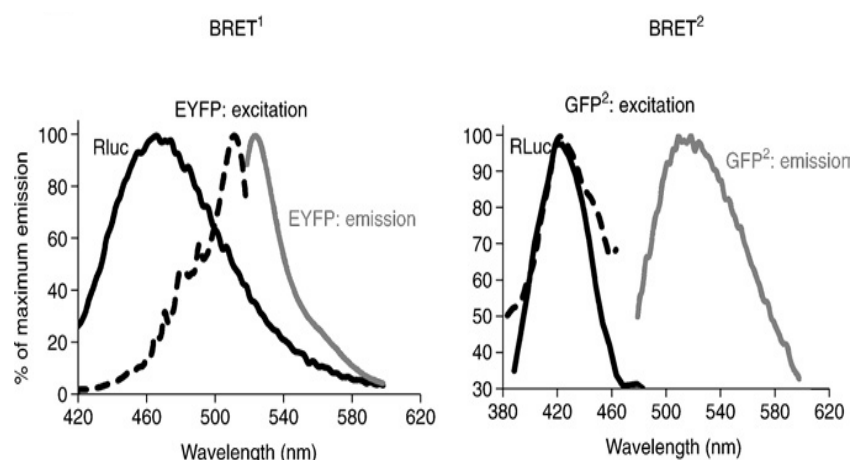 BRET¹
EYFP: excitation
Rluc
EYFP: emission
% of maximum emission
100
80
60
40
20
0
420 460 500 540 580 620
Wavelength (nm)
BRET²
GFP²: excitation
RLuc
GFP²: emission
100
90
80
70
60
50
40
30
380 420 460 500 540 580 620
Wavelength (nm)